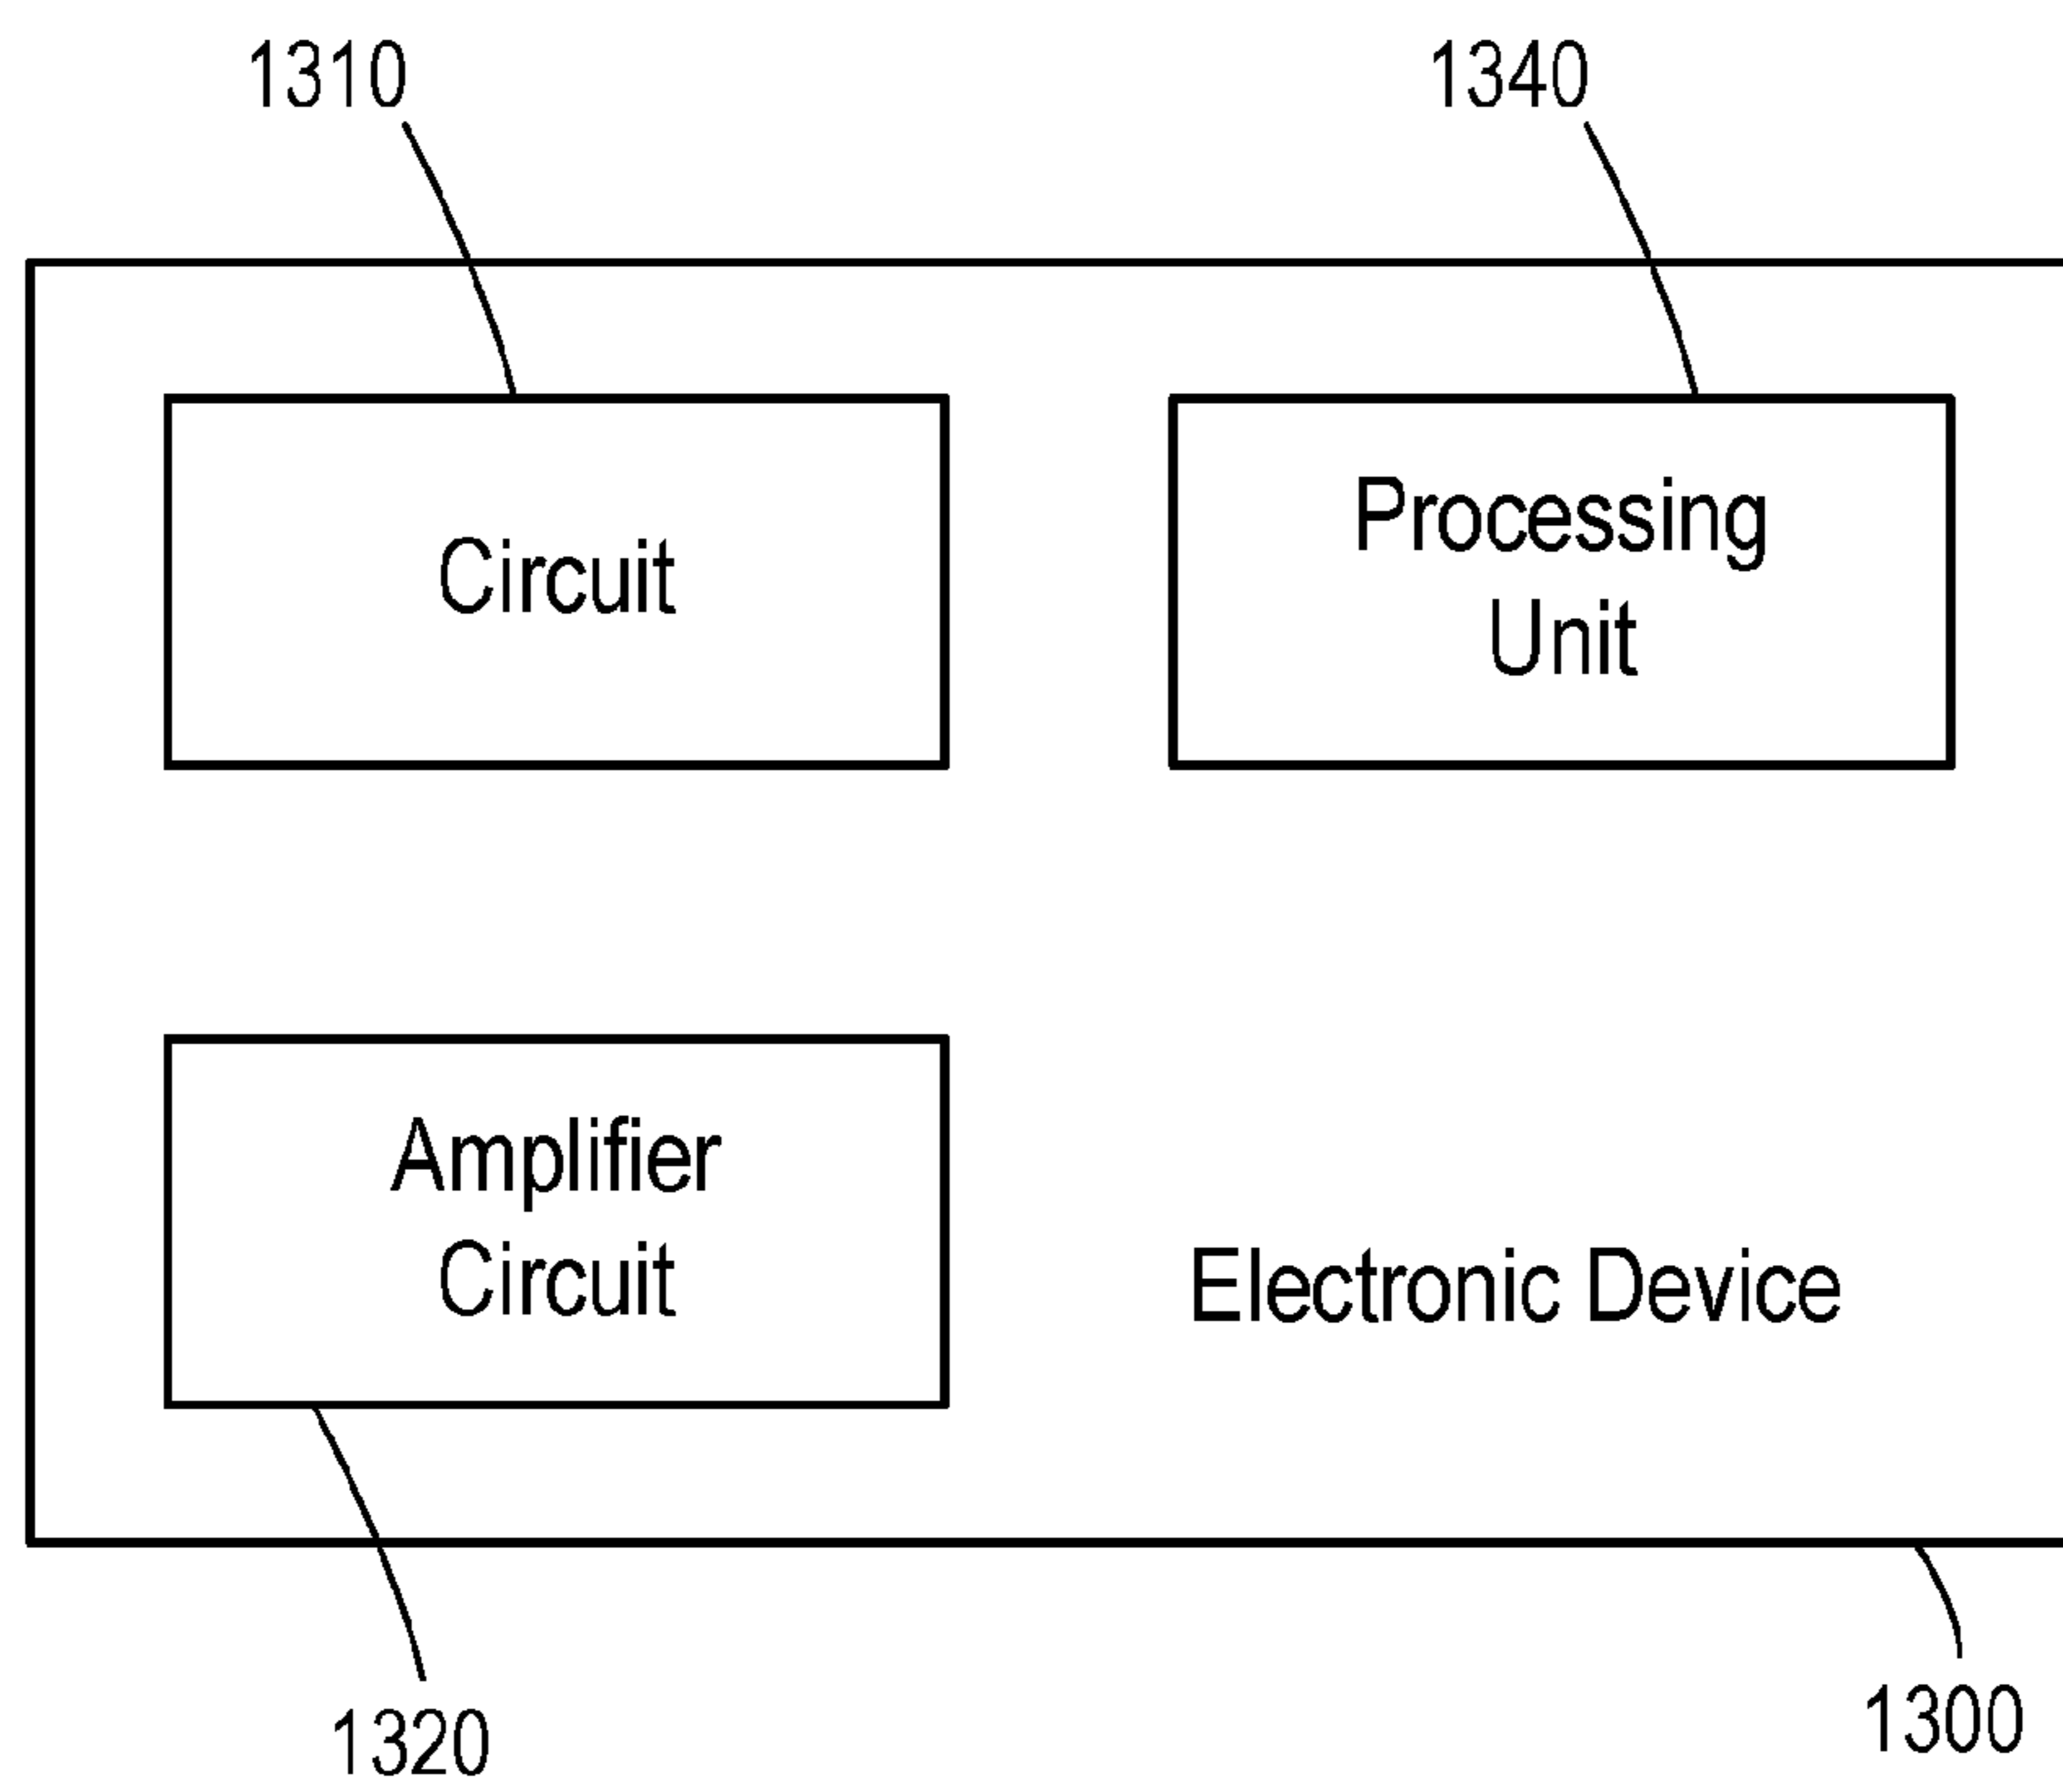 1310
1340
Circuit
Processing
Unit
Amplifier
Circuit
Electronic Device
1320
1300